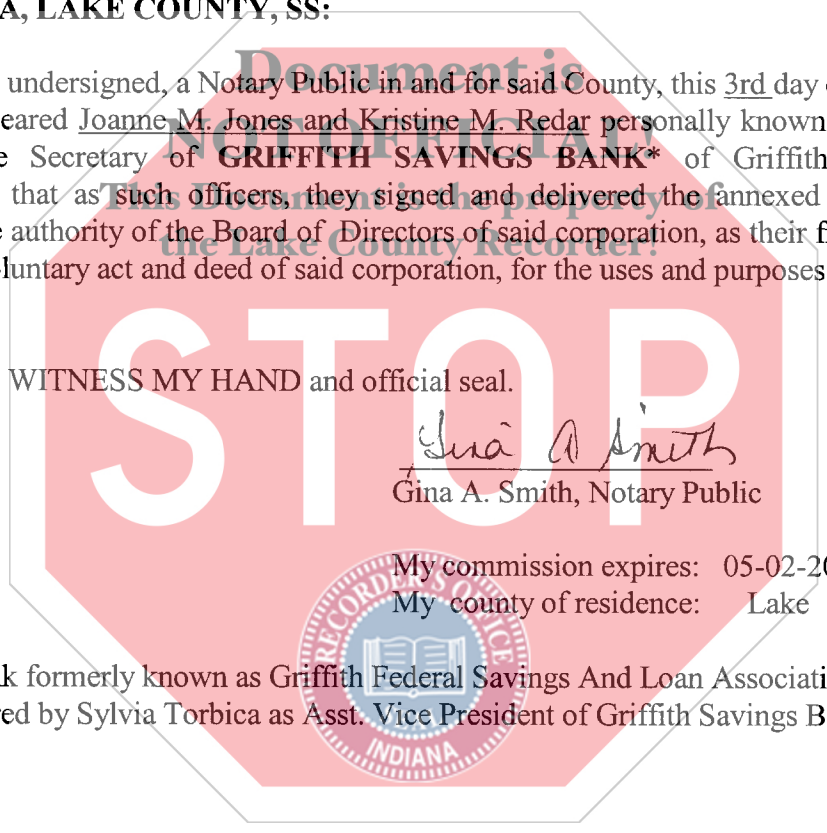 A, LAKE COUNTY, SS:
Document is
undersigned, a Notary Public in and for said County, this 3rd day
eared Joanne M. Jones and Kristine M. Redar personally known
NOT OFFICIAL!
e Secretary of GRIFFITH SAVINGS BANK* of Griffith
that as such officers, they signed and delivered the annexed
This Document is the property of
e authority of the Board of Directors of said corporation, as their f
the Lake County Recorder!
luntary act and deed of said corporation, for the uses and purposes
STOP
WITNESS MY HAND and official seal.
Gina A Smith
Gina A. Smith, Notary Public
My commission expires: 05-02-20
My county of residence: Lake
RECORDER'S OFFICE
k formerly known as Griffith Federal Savings And Loan Associati
red by Sylvia Torbica as Asst. Vice President of Griffith Savings B
INDIANA